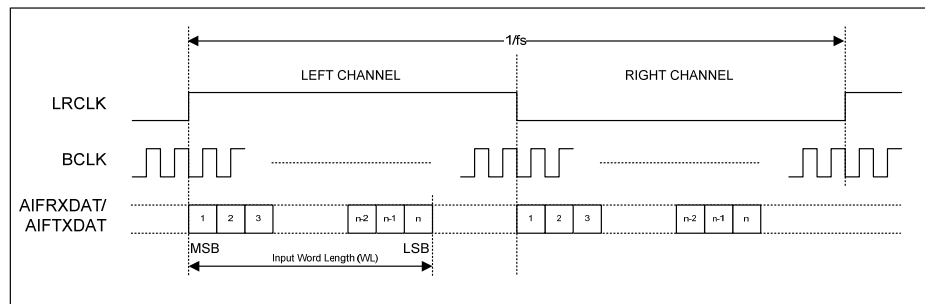 1/fs
LEFT CHANNEL RIGHT CHANNEL
LRCLK
BCLK
AIFRXDAT/
AIFTXDAT
1 2 3 n-2 n-1 n 1 2 3 n-2 n-1 n
MSB LSB
Input Word Length (WL)